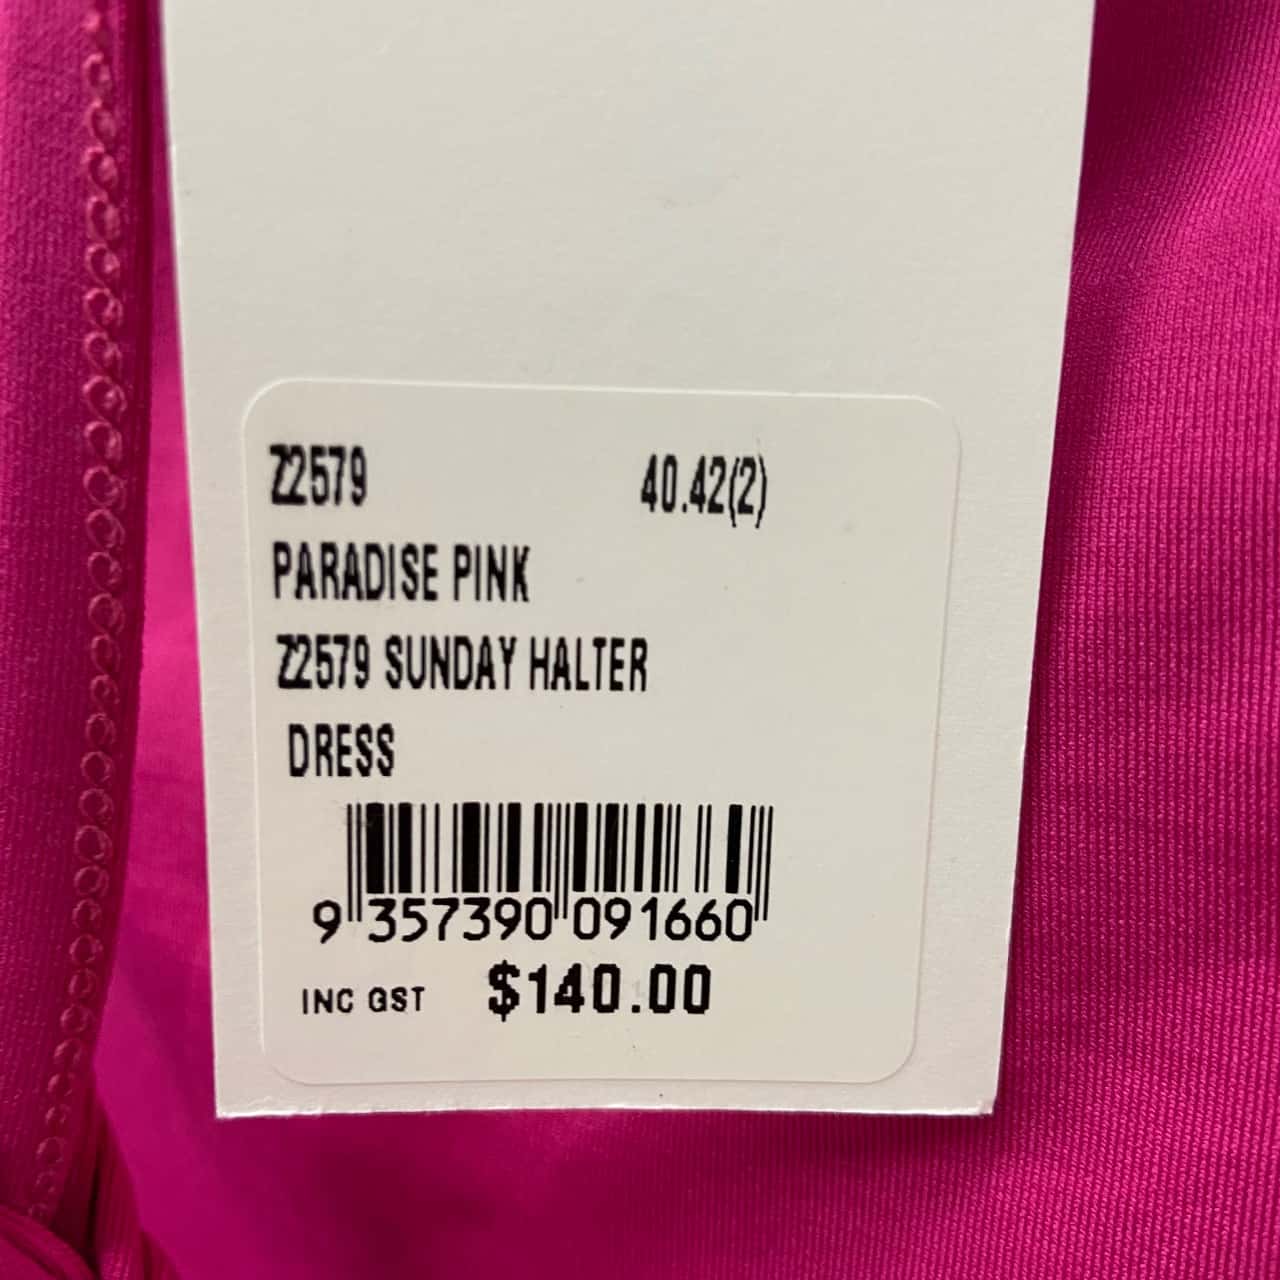 Z2579 40.42(2)
PARADISE PINK
Z2579 SUNDAY HALTER
DRESS
9 357390 091660
INC GST $140.00